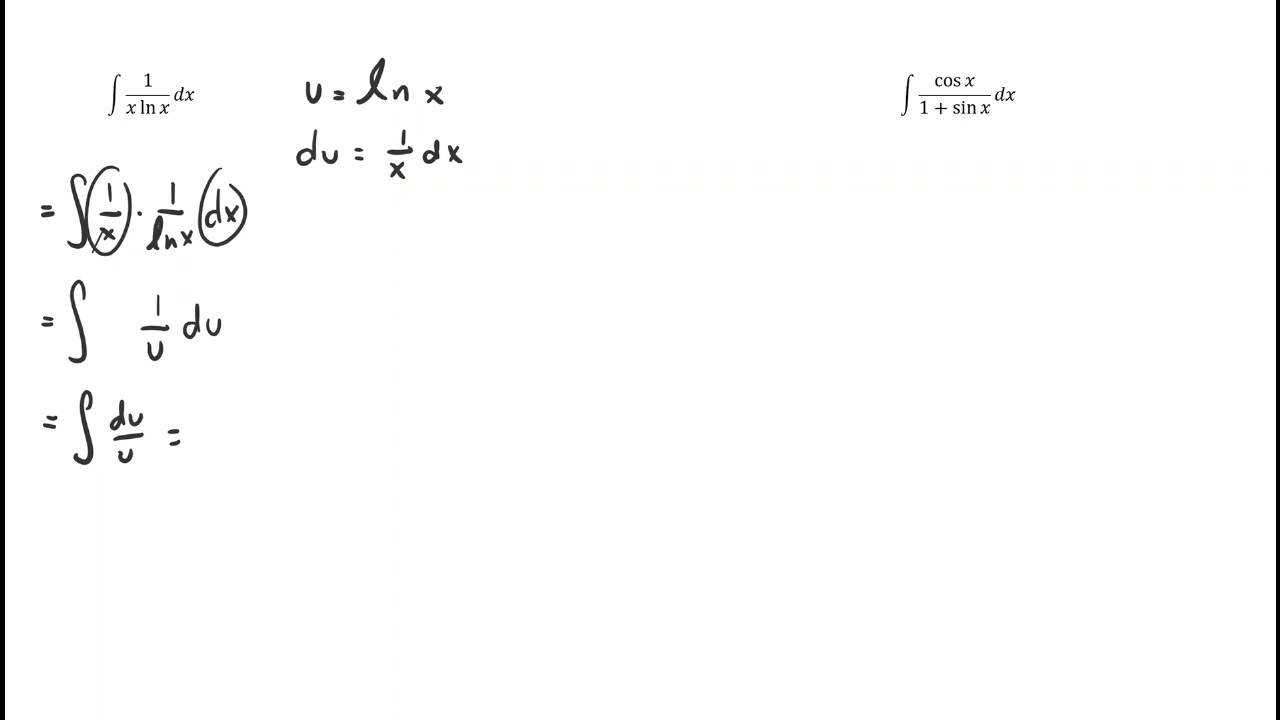 ∫ 1/(x ln x) dx
u = ln x
du = 1/x dx
= ∫ 1/x · 1/ln x dx
= ∫ 1/u du
= ∫ du/u =
∫ cos x/(1 + sin x) dx